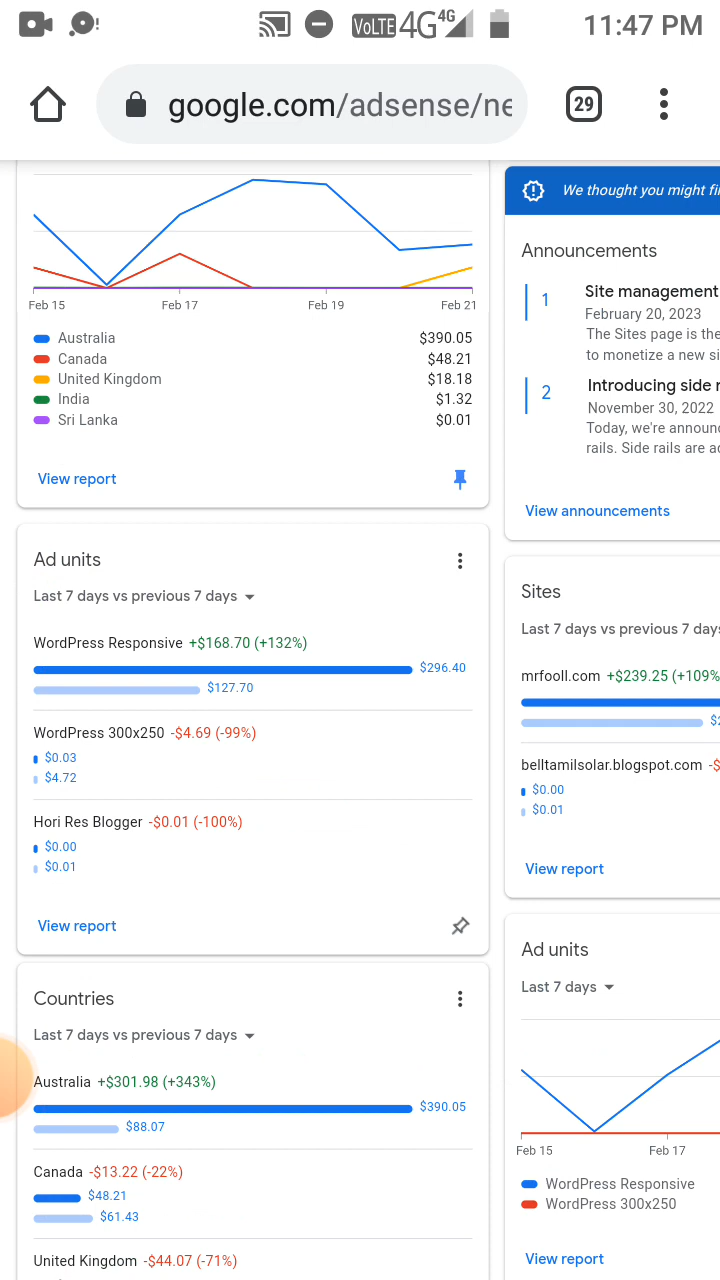 VoLTE 4G 4G 11:47 PM
google.com/adsense/ne
29
Feb 15 Feb 17 Feb 19 Feb 21
Australia $390.05
Canada $48.21
United Kingdom $18.18
India $1.32
Sri Lanka $0.01
View report
Ad units
Last 7 days vs previous 7 days
WordPress Responsive +$168.70 (+132%)
$296.40
$127.70
WordPress 300x250 -$4.69 (-99%)
$0.03
$4.72
Hori Res Blogger -$0.01 (-100%)
$0.00
$0.01
View report
Countries
Last 7 days vs previous 7 days
Australia +$301.98 (+343%)
$390.05
$88.07
Canada -$13.22 (-22%)
$48.21
$61.43
United Kingdom -$44.07 (-71%)
We thought you might fi
Announcements
1 Site management
February 20, 2023
The Sites page is the
to monetize a new si
2 Introducing side r
November 30, 2022
Today, we're announc
rails. Side rails are ad
View announcements
Sites
Last 7 days vs previous 7 days
mrfooll.com +$239.25 (+109%
belltamilsolar.blogspot.com -$
$0.00
$0.01
View report
Ad units
Last 7 days
Feb 15 Feb 17
WordPress Responsive
WordPress 300x250
View report